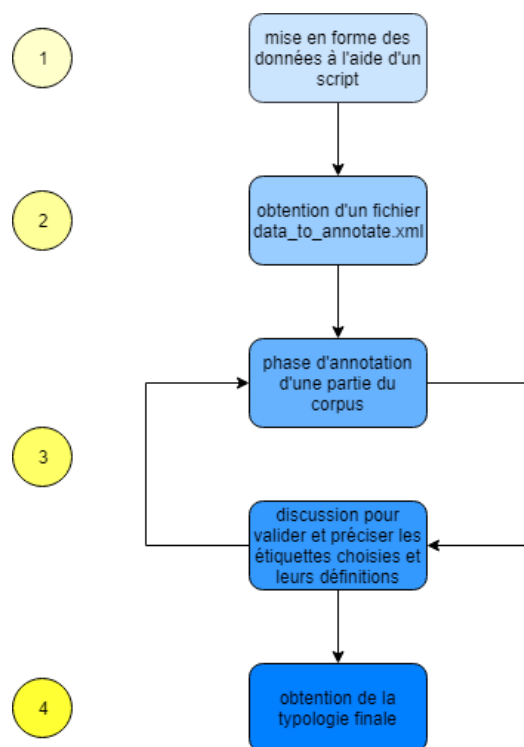 1
mise en forme des
données à l'aide d'un
script
2
obtention d'un fichier
data_to_annotate.xml
phase d'annotation
d'une partie du
corpus
3
discussion pour
valider et préciser les
étiquettes choisies et
leurs définitions
4
obtention de la
typologie finale